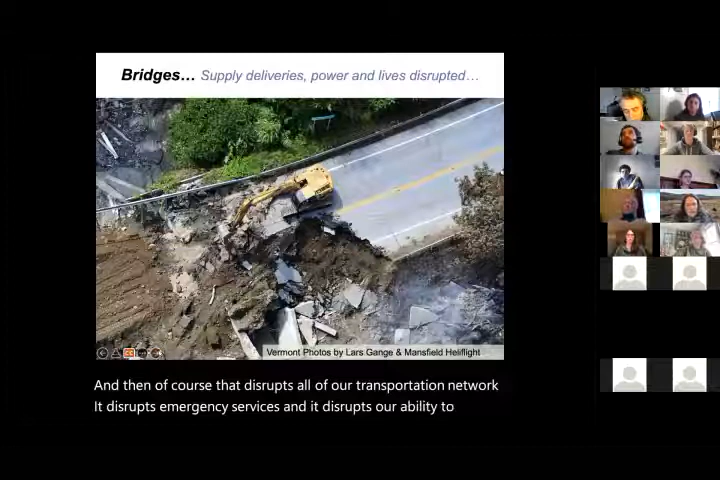 Bridges... Supply deliveries, power and lives disrupted...
Vermont Photos by Lars Gange & Mansfield Heliflight
And then of course that disrupts all of our transportation network
It disrupts emergency services and it disrupts our ability to